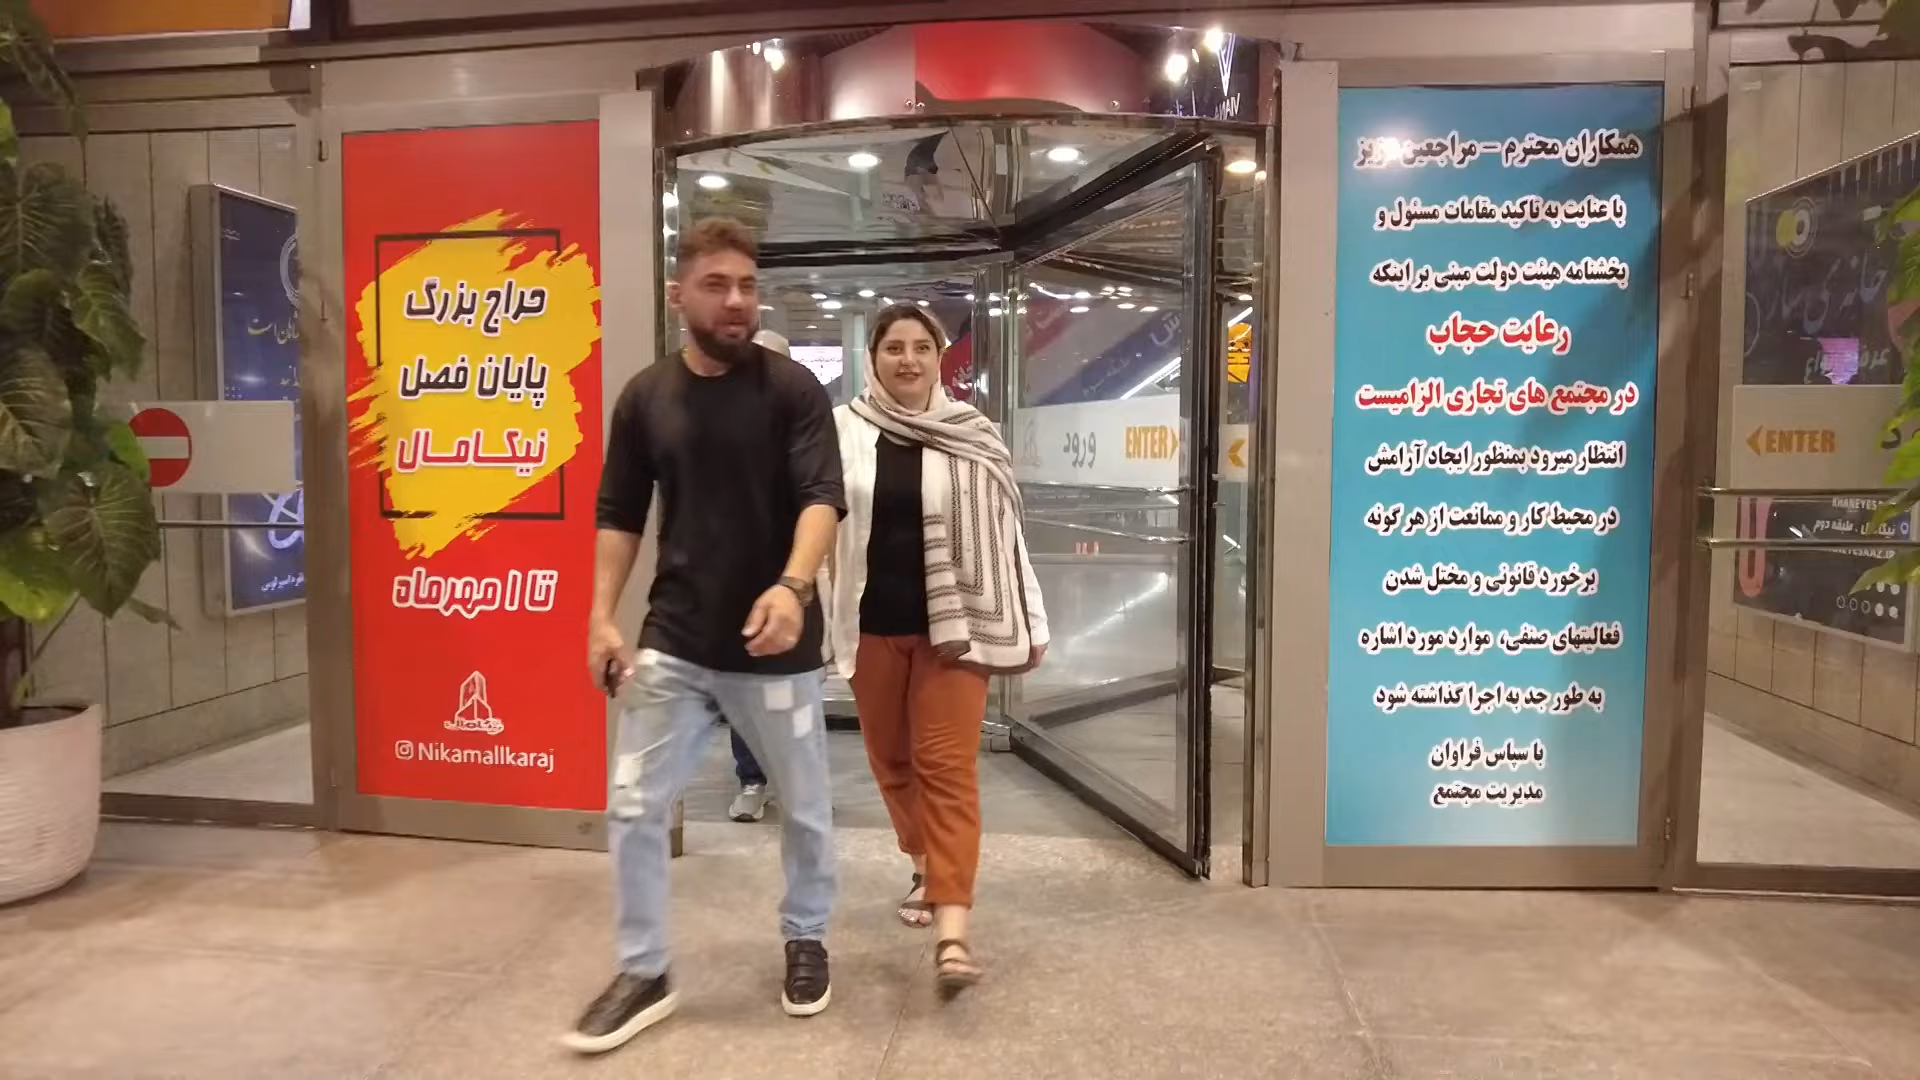 حراج بزرگ
پایان فصل
نیکامال
تا ۱ مهرماه
نیکامال
Nikamallkaraj
ورود
ENTER
همکاران محترم – مراجعین عزیز
با عنایت به تاکید مقامات مسئول و
بخشنامه هیئت دولت مبنی بر اینکه
رعایت حجاب
در مجتمع های تجاری الزامیست
انتظار میرود بمنظور ایجاد آرامش
در محیط کار و ممانعت از هر گونه
برخورد قانونی و مختل شدن
فعالیتهای صنفی، موارد مورد اشاره
به طور جد به اجرا گذاشته شود
با سپاس فراوان
مدیریت مجتمع
ENTER
طبقه دوم